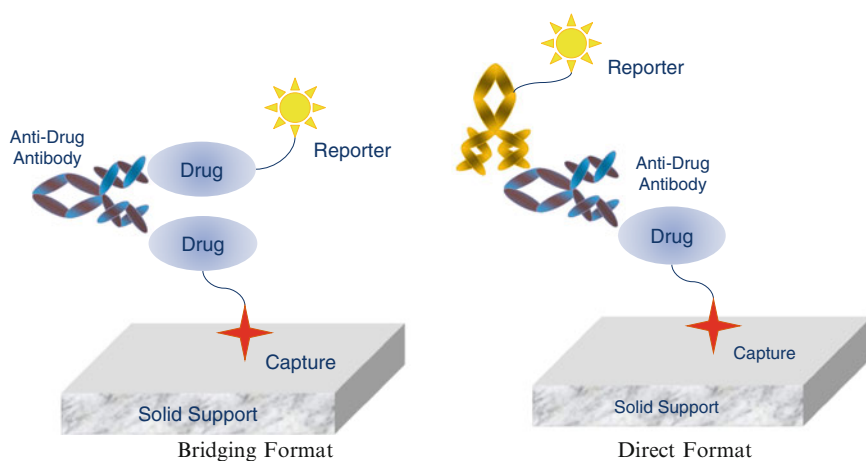 Anti-Drug
Antibody
Drug
Reporter
Drug
Capture
Solid Support
Bridging Format
Reporter
Anti-Drug
Antibody
Drug
Capture
Solid Support
Direct Format